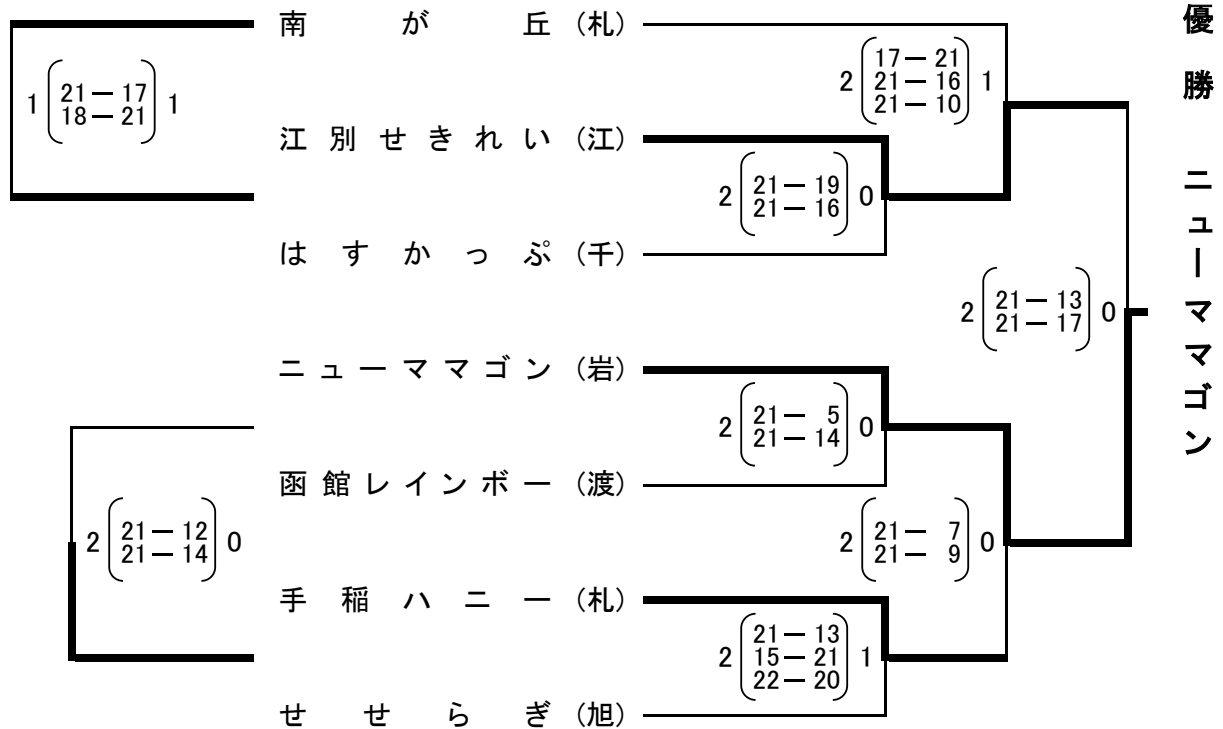 南が丘（札）
2 17－21 1
21－16
21－10
1 21－17 1
18－21
江別せきれい（江）
2 21－19 0
21－16
はすかっぷ（千）
2 21－13 0
21－17
ニューママゴン（岩）
2 21－5 0
21－14
函館レインボー（渡）
2 21－12 0
21－14
2 21－7 0
21－9
手稲ハニー（札）
2 21－13 1
15－21
22－20
せせらぎ（旭）
優勝 ニューママゴン